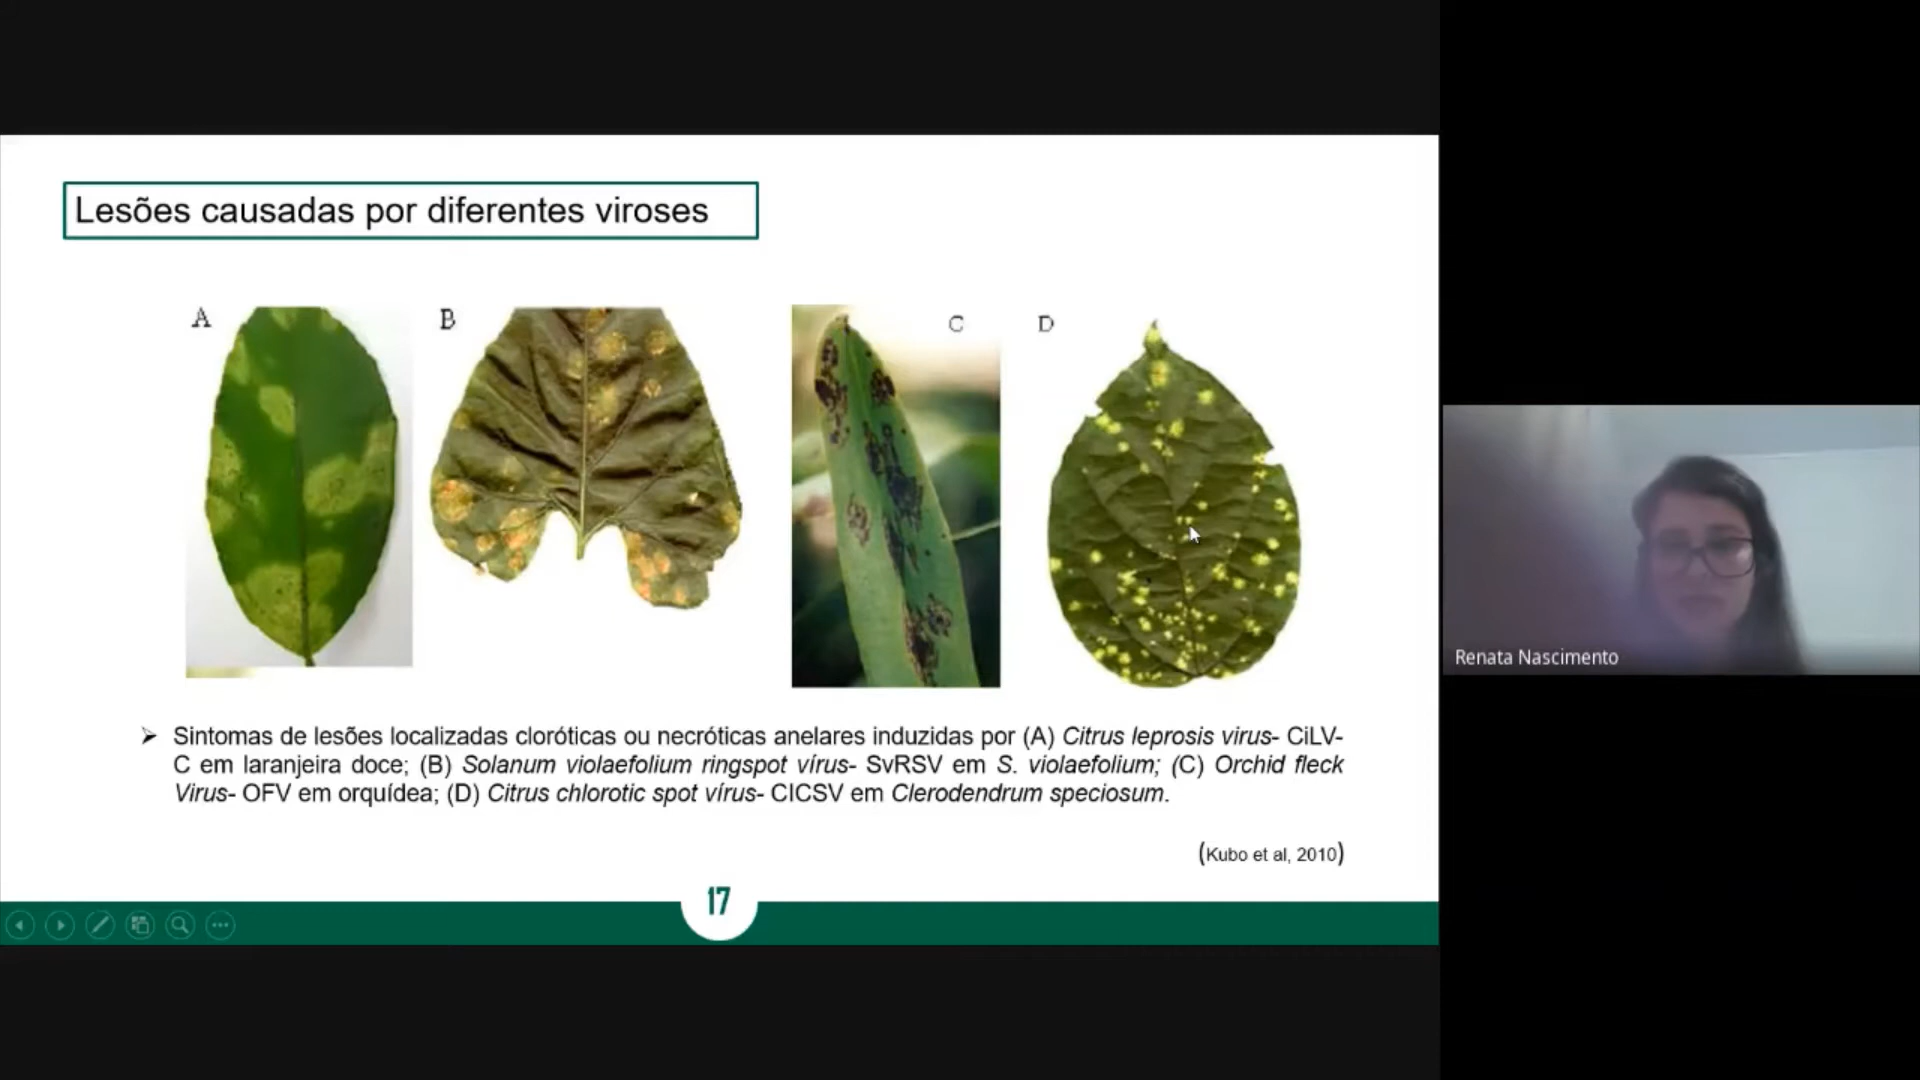 Lesões causadas por diferentes viroses
A
B
C
D
➢ Sintomas de lesões localizadas cloróticas ou necróticas anelares induzidas por (A) Citrus leprosis virus- CiLV-
C em laranjeira doce; (B) Solanum violaefolium ringspot vírus- SvRSV em S. violaefolium; (C) Orchid fleck
Virus- OFV em orquídea; (D) Citrus chlorotic spot vírus- CICSV em Clerodendrum speciosum.
(Kubo et al, 2010)
17
Renata Nascimento